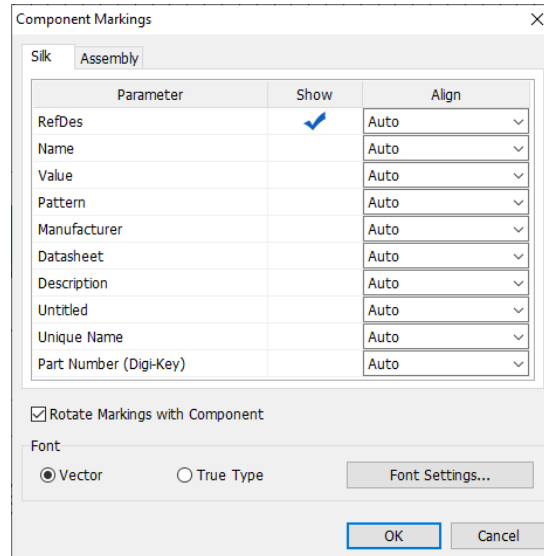 Component Markings
Silk Assembly
Parameter Show Align
RefDes Auto
Name Auto
Value Auto
Pattern Auto
Manufacturer Auto
Datasheet Auto
Description Auto
Untitled Auto
Unique Name Auto
Part Number (Digi-Key) Auto
Rotate Markings with Component
Font
Vector True Type Font Settings...
OK Cancel